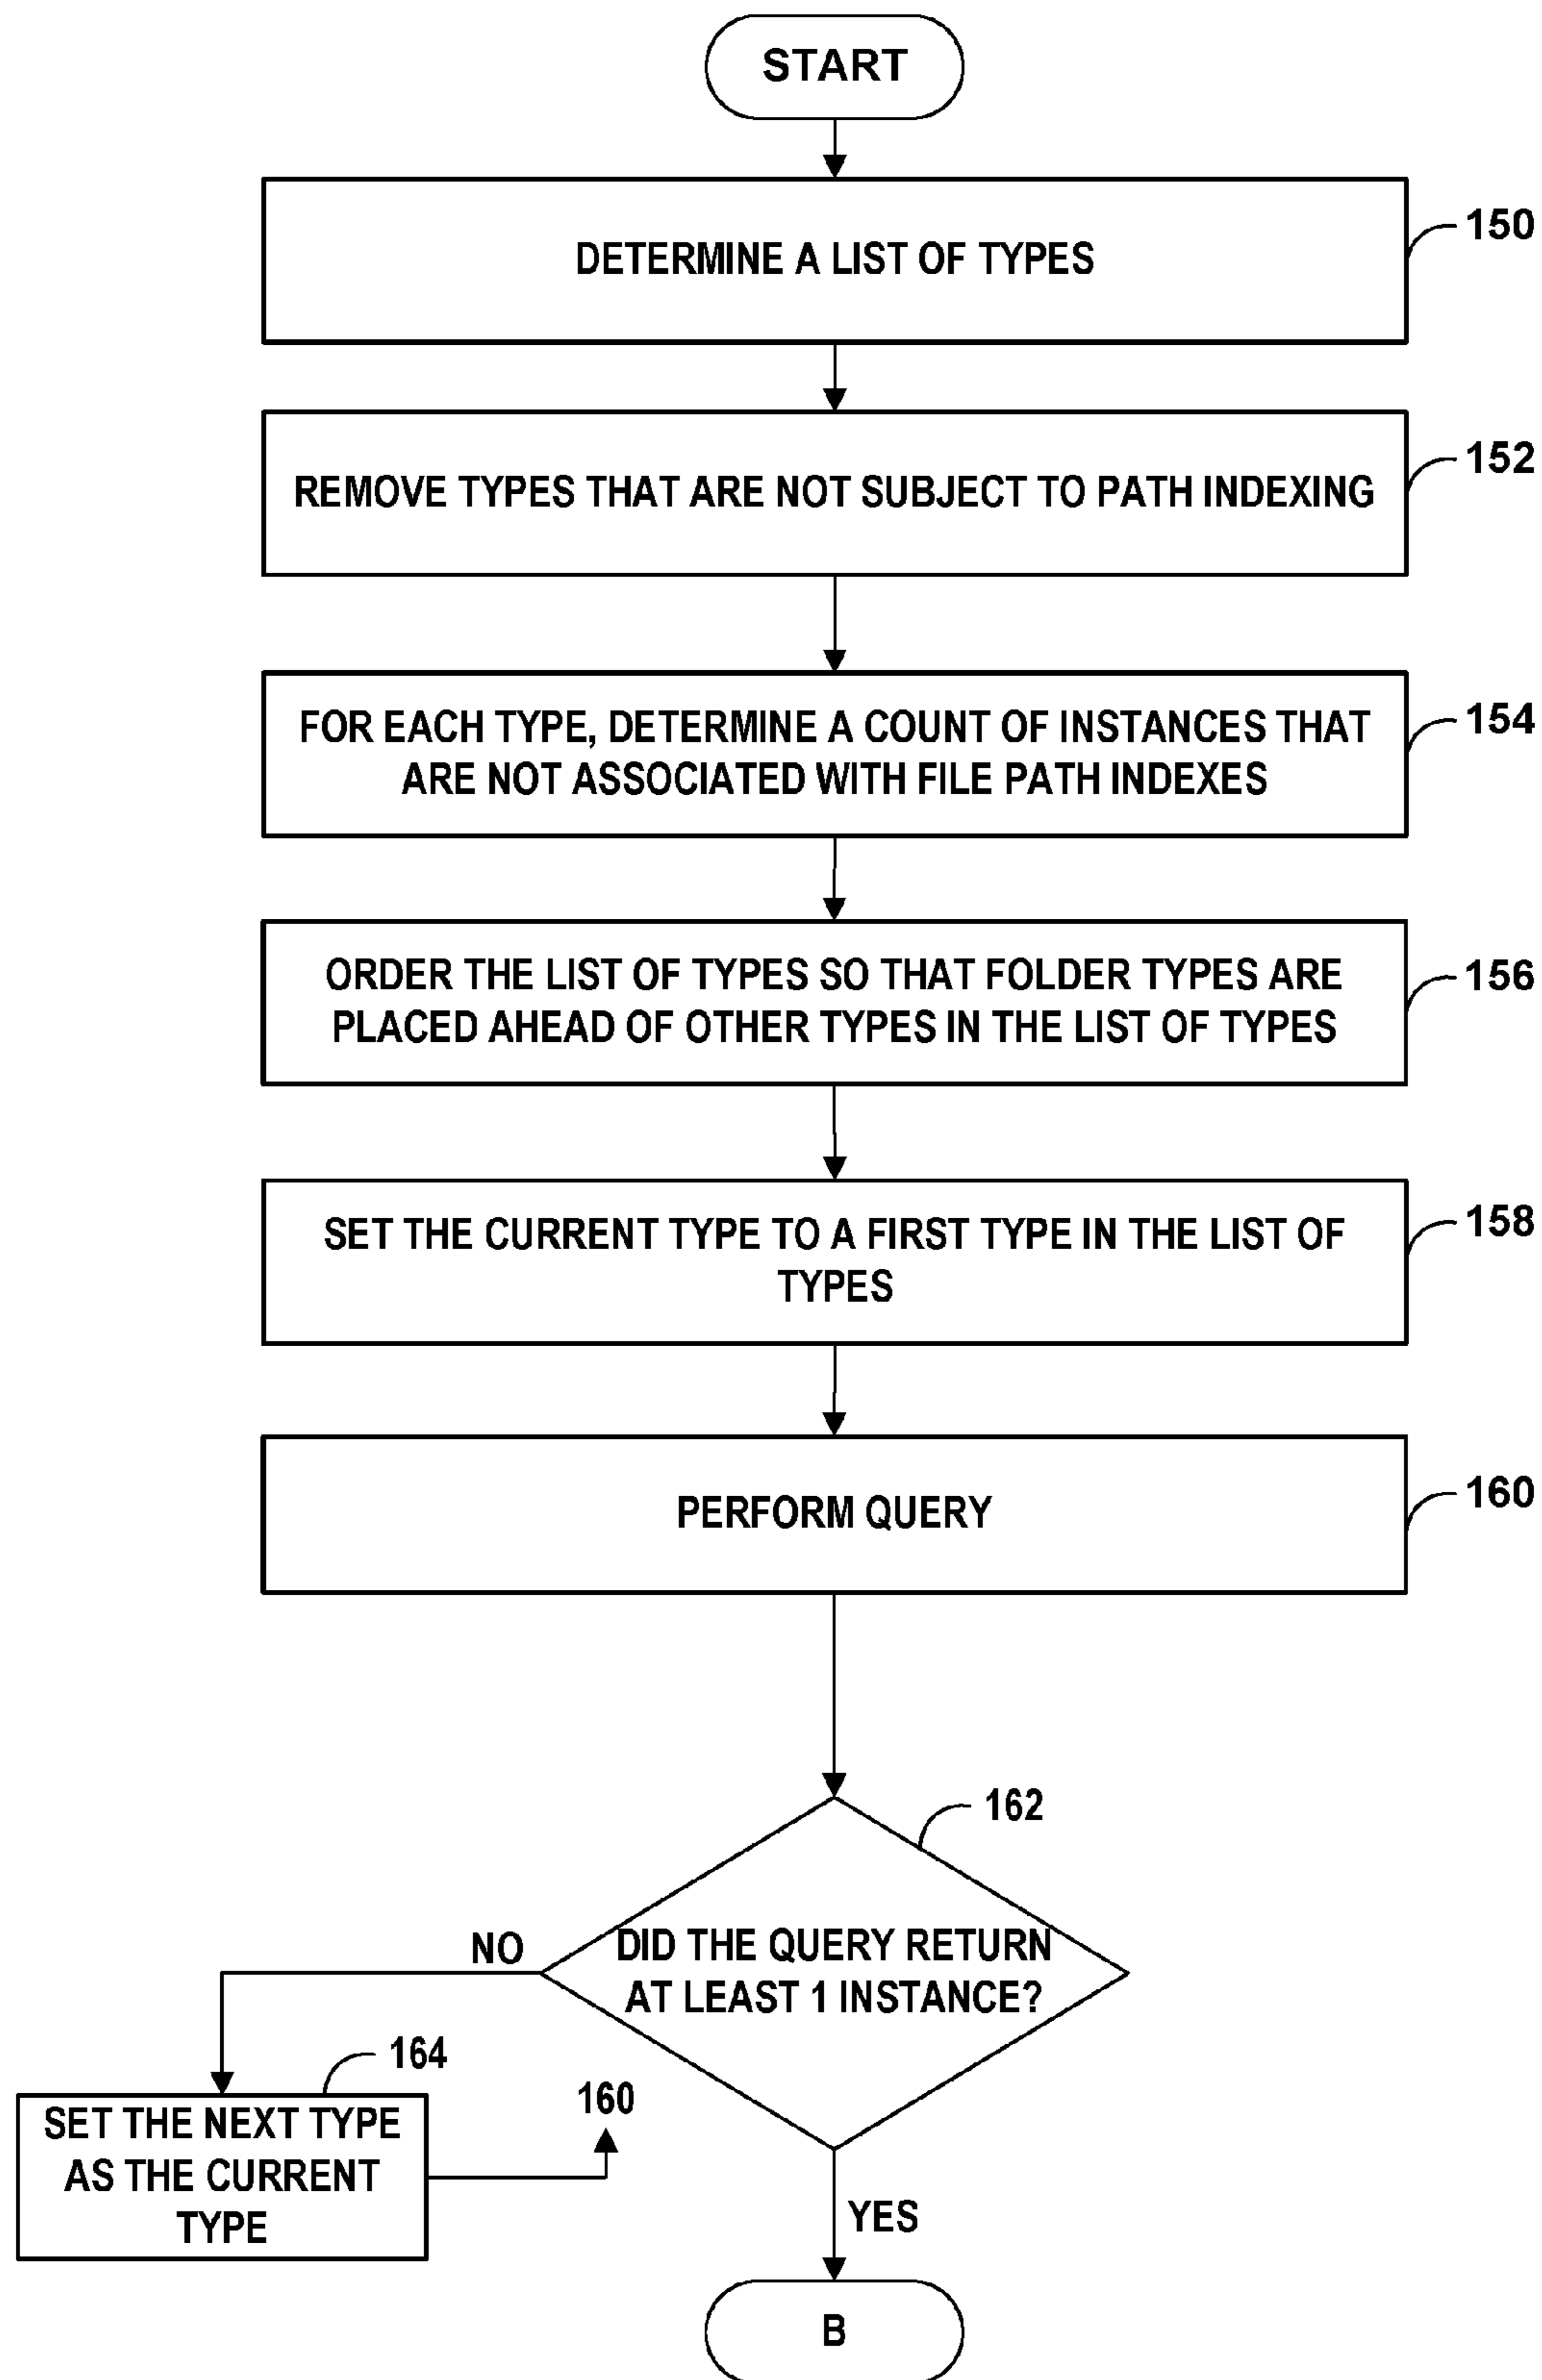 START
DETERMINE A LIST OF TYPES
150
REMOVE TYPES THAT ARE NOT SUBJECT TO PATH INDEXING
152
FOR EACH TYPE, DETERMINE A COUNT OF INSTANCES THAT
ARE NOT ASSOCIATED WITH FILE PATH INDEXES
154
ORDER THE LIST OF TYPES SO THAT FOLDER TYPES ARE
PLACED AHEAD OF OTHER TYPES IN THE LIST OF TYPES
156
SET THE CURRENT TYPE TO A FIRST TYPE IN THE LIST OF
TYPES
158
PERFORM QUERY
160
162
DID THE QUERY RETURN
AT LEAST 1 INSTANCE?
NO
164
SET THE NEXT TYPE
AS THE CURRENT
TYPE
160
YES
B